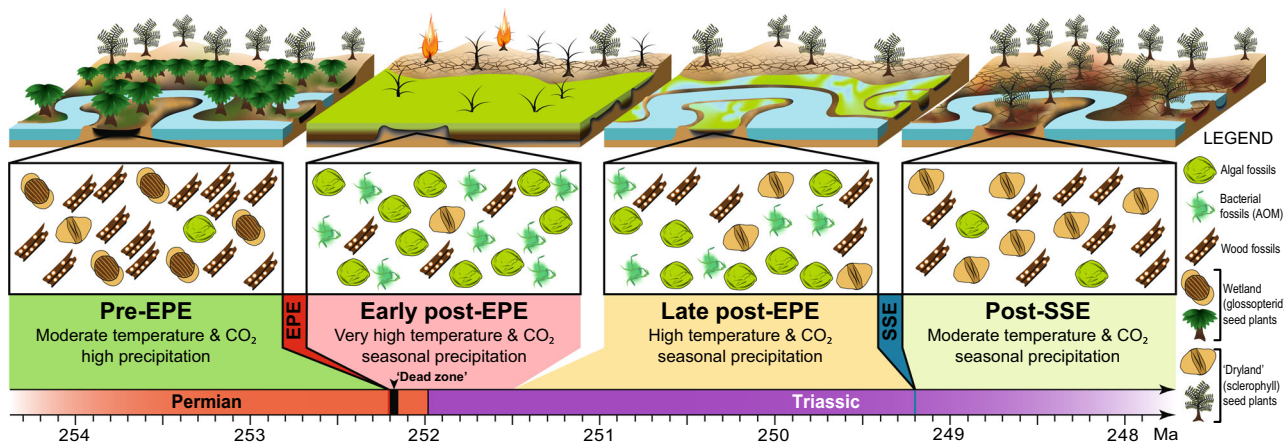 LEGEND
Algal fossils
Bacterial
fossils (AOM)
Wood fossils
Wetland
(glossopterid)
seed plants
'Dryland'
(sclerophyll)
seed plants
Pre-EPE
Moderate temperature & CO₂
high precipitation
EPE
Early post-EPE
Very high temperature & CO₂
seasonal precipitation
Late post-EPE
High temperature & CO₂
seasonal precipitation
SSE
Post-SSE
Moderate temperature & CO₂
seasonal precipitation
'Dead zone'
Permian
Triassic
254
253
252
251
250
249
248
Ma